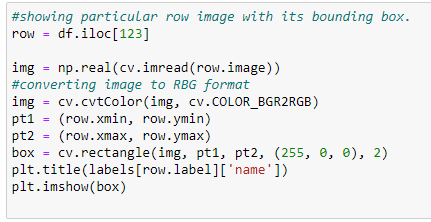 #showing particular row image with its bounding box.
row = df.iloc[123]
img = np.real(cv.imread(row.image))
#converting image to RBG format
img = cv.cvtColor(img, cv.COLOR_BGR2RGB)
pt1 = (row.xmin, row.ymin)
pt2 = (row.xmax, row.ymax)
box = cv.rectangle(img, pt1, pt2, (255, 0, 0), 2)
plt.title(labels[row.label]['name'])
plt.imshow(box)